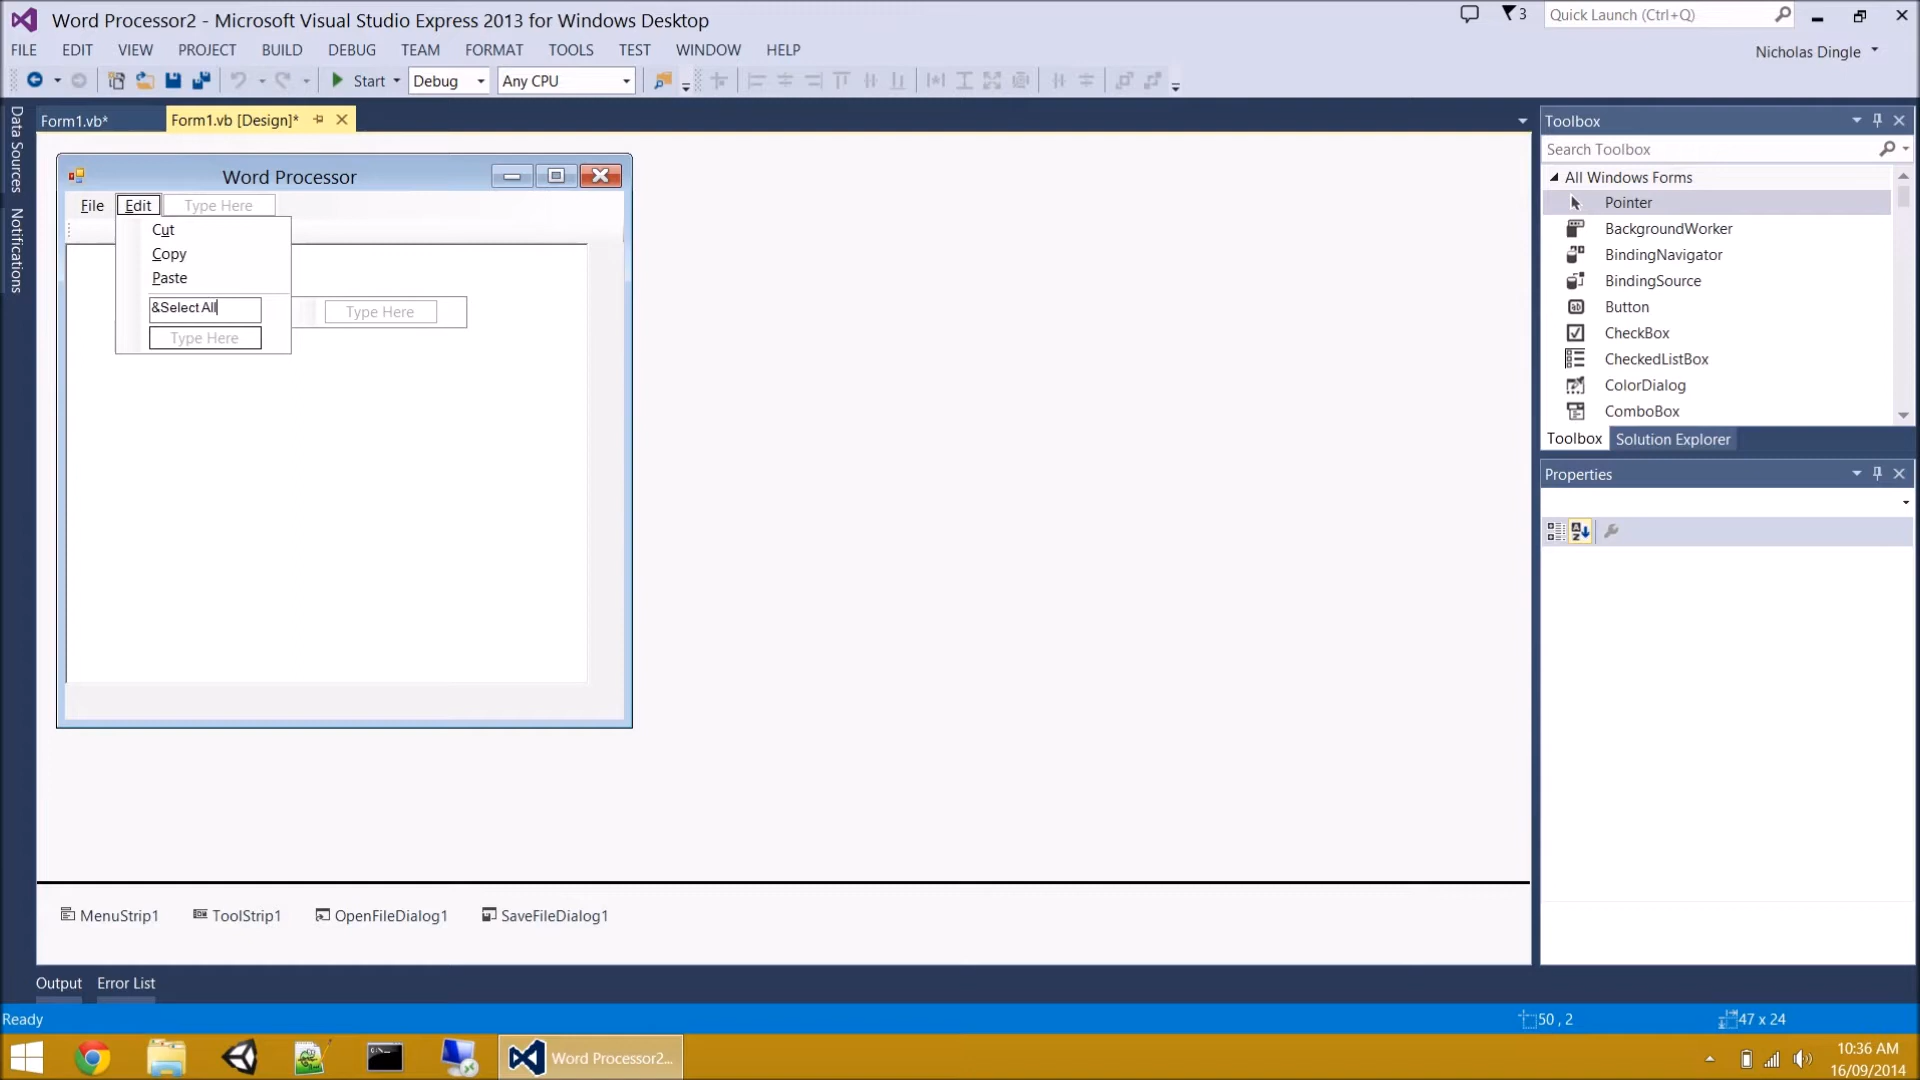 Word Processor2 - Microsoft Visual Studio Express 2013 for Windows Desktop
3
Quick Launch (Ctrl+Q)
FILE EDIT VIEW PROJECT BUILD DEBUG TEAM FORMAT TOOLS TEST WINDOW HELP
Nicholas Dingle
Start Debug Any CPU
Data Sources
Notifications
Form1.vb* Form1.vb [Design]*
Toolbox
Search Toolbox
All Windows Forms
Pointer
BackgroundWorker
BindingNavigator
BindingSource
Button
CheckBox
CheckedListBox
ColorDialog
ComboBox
Toolbox Solution Explorer
Properties
Word Processor
File Edit Type Here
Cut
Copy
Paste
&Select All
Type Here
Type Here
MenuStrip1 ToolStrip1 OpenFileDialog1 SaveFileDialog1
Output Error List
Ready
50 , 2
47 x 24
Word Processor2...
10:36 AM
16/09/2014